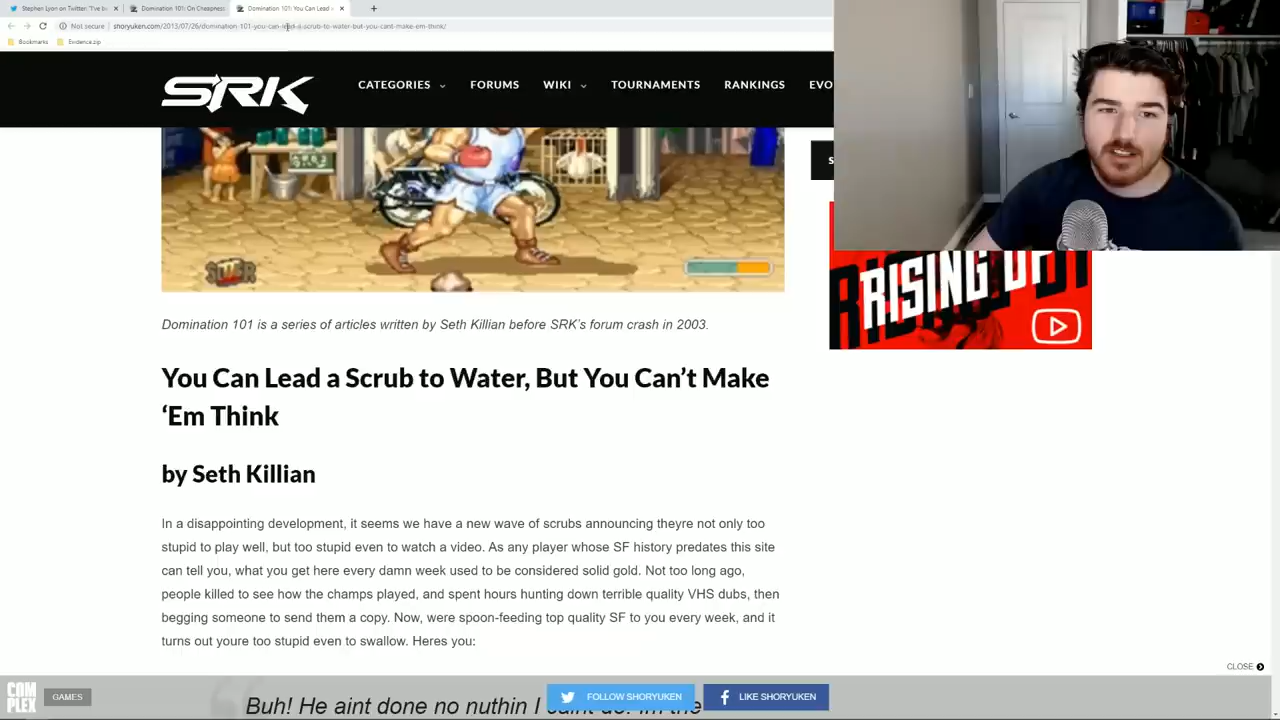 Stephen Lyon on Twitter: "I've b
Domination 101: On Cheapness
Domination 101: You Can Lead
Not secure
shoryuken.com/2013/07/26/domination-101-you-can-lead-a-scrub-to-water-but-you-cant-make-em-think/
Bookmarks
Evidence.zip
SRK
CATEGORIES
FORUMS
WIKI
TOURNAMENTS
RANKINGS
EVO
S
SUPER
RISING UP
Domination 101 is a series of articles written by Seth Killian before SRK's forum crash in 2003.
You Can Lead a Scrub to Water, But You Can't Make
'Em Think
by Seth Killian
In a disappointing development, it seems we have a new wave of scrubs announcing theyre not only too
stupid to play well, but too stupid even to watch a video. As any player whose SF history predates this site
can tell you, what you get here every damn week used to be considered solid gold. Not too long ago,
people killed to see how the champs played, and spent hours hunting down terrible quality VHS dubs, then
begging someone to send them a copy. Now, were spoon-feeding top quality SF to you every week, and it
turns out youre too stupid even to swallow. Heres you:
CLOSE
COMPLEX
GAMES
Buh! He aint done no nuthin I
FOLLOW SHORYUKEN
LIKE SHORYUKEN